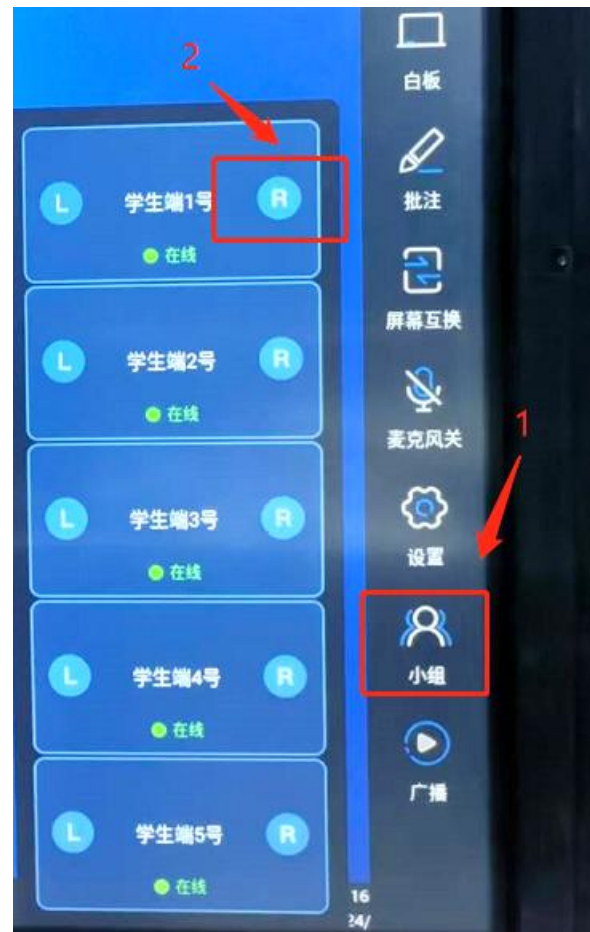 2
L 学生端1号 R
在线
L 学生端2号 R
在线
L 学生端3号 R
在线
L 学生端4号 R
在线
L 学生端5号 R
在线
白板
批注
屏幕互换
麦克风关
1
设置
小组
广播
16
24/